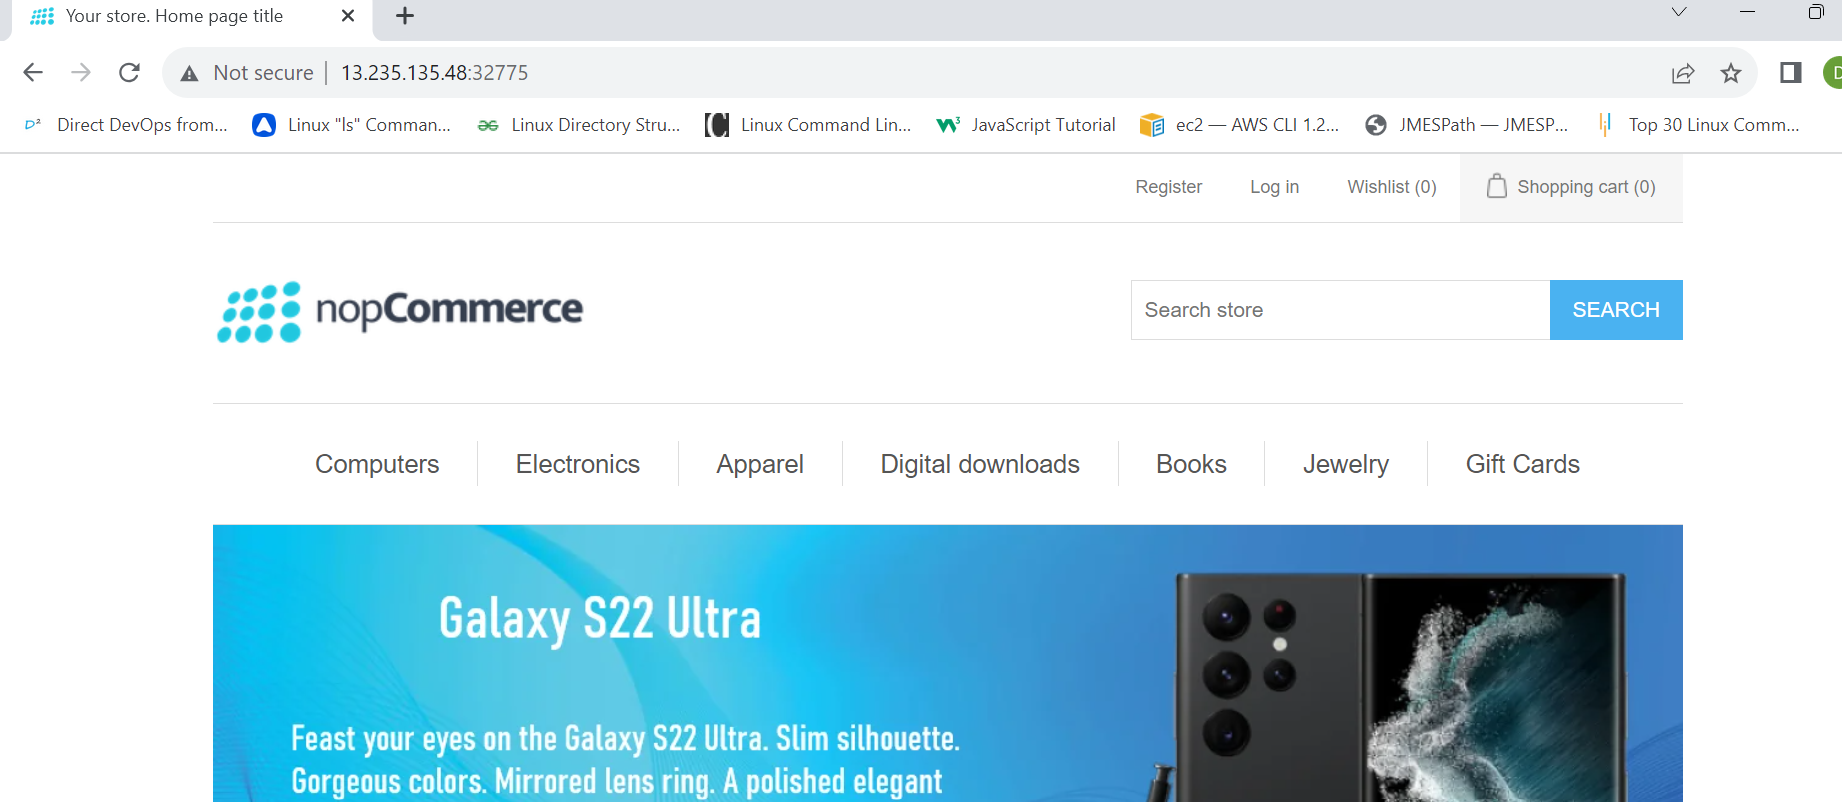 Your store. Home page title
Not secure 13.235.135.48:32775
D
D² Direct DevOps from... Linux "ls" Comman... Linux Directory Stru... Linux Command Lin... JavaScript Tutorial ec2 — AWS CLI 1.2... JMESPath — JMESP... Top 30 Linux Comm...
Register Log in Wishlist (0) Shopping cart (0)
nopCommerce
Search store SEARCH
Computers Electronics Apparel Digital downloads Books Jewelry Gift Cards
Galaxy S22 Ultra
Feast your eyes on the Galaxy S22 Ultra. Slim silhouette.
Gorgeous colors. Mirrored lens ring. A polished elegant